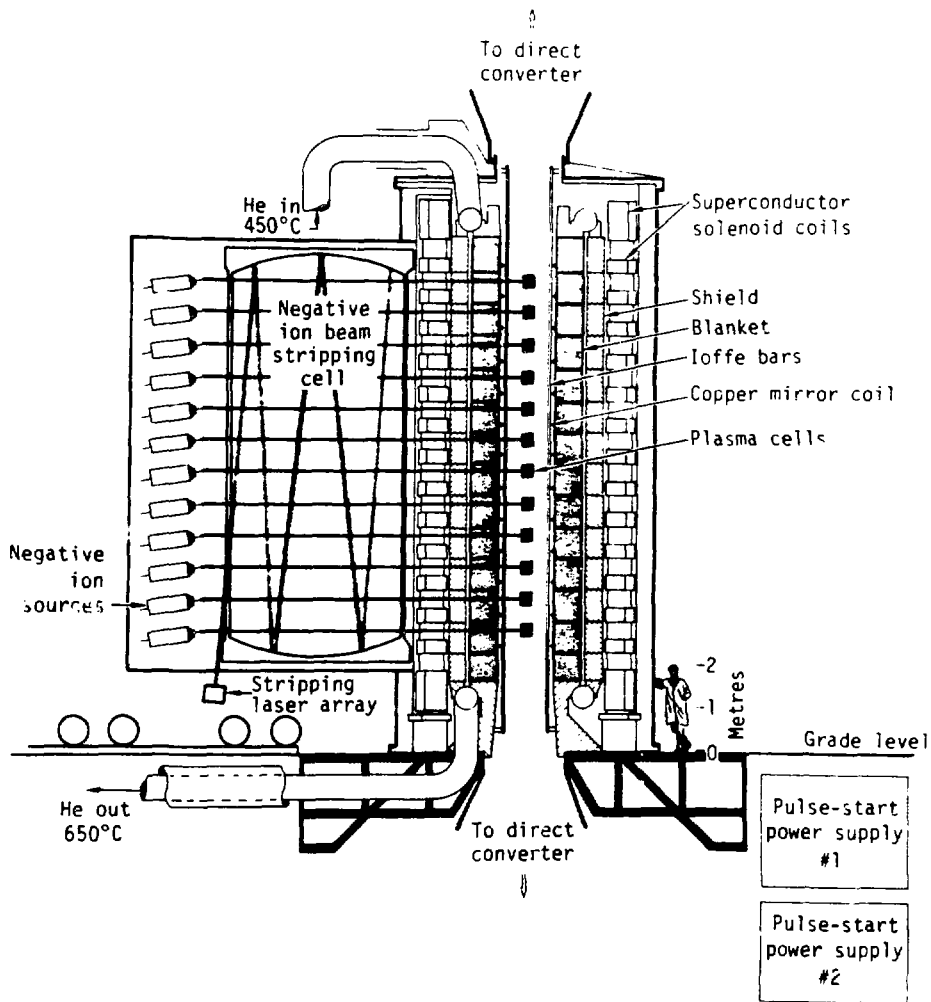 To direct
converter
He in
450°C
Superconductor
solenoid coils
Negative
ion beam
stripping
cell
Shield
Blanket
Ioffe bars
Copper mirror coil
Plasma cells
Negative
ion
sources
Stripping
laser array
-2
-1
0
Metres
Grade level
He out
650°C
To direct
converter
Pulse-start
power supply
#1
Pulse-start
power supply
#2